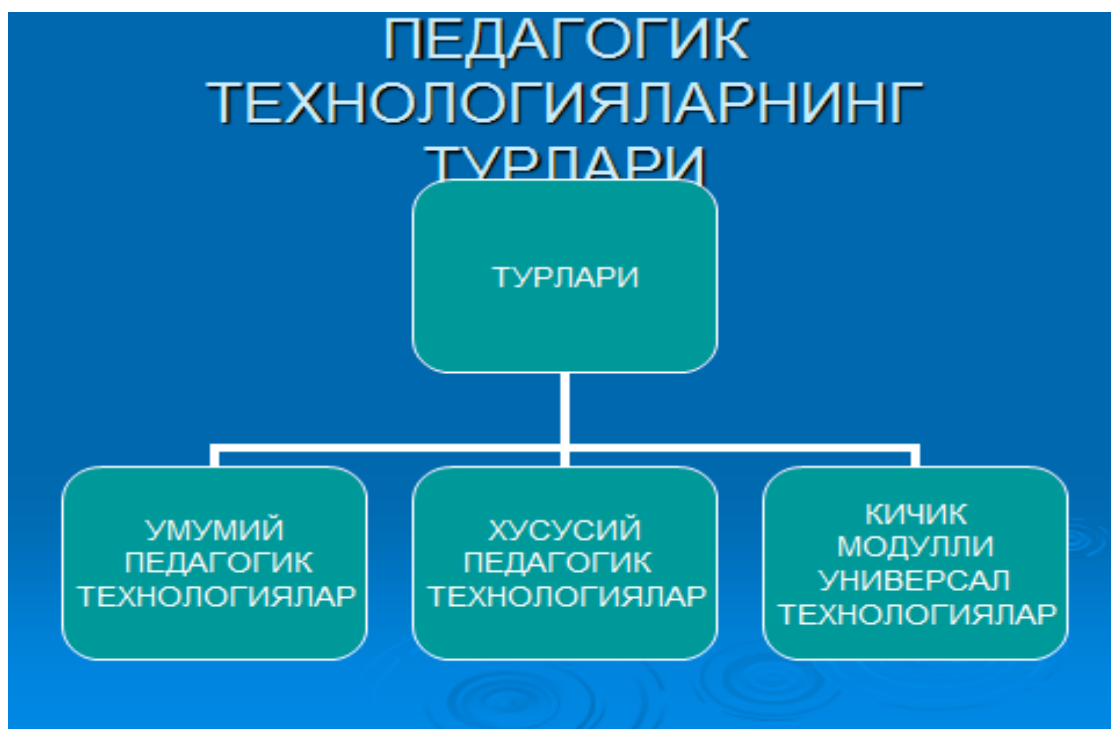 ПЕДАГОГИК
ТЕХНОЛОГИЯЛАРНИНГ
ТУРЛАРИ
ТУРЛАРИ
УМУМИЙ
ПЕДАГОГИК
ТЕХНОЛОГИЯЛАР
ХУСУСИЙ
ПЕДАГОГИК
ТЕХНОЛОГИЯЛАР
КИЧИК
МОДУЛЛИ
УНИВЕРСАЛ
ТЕХНОЛОГИЯЛАР